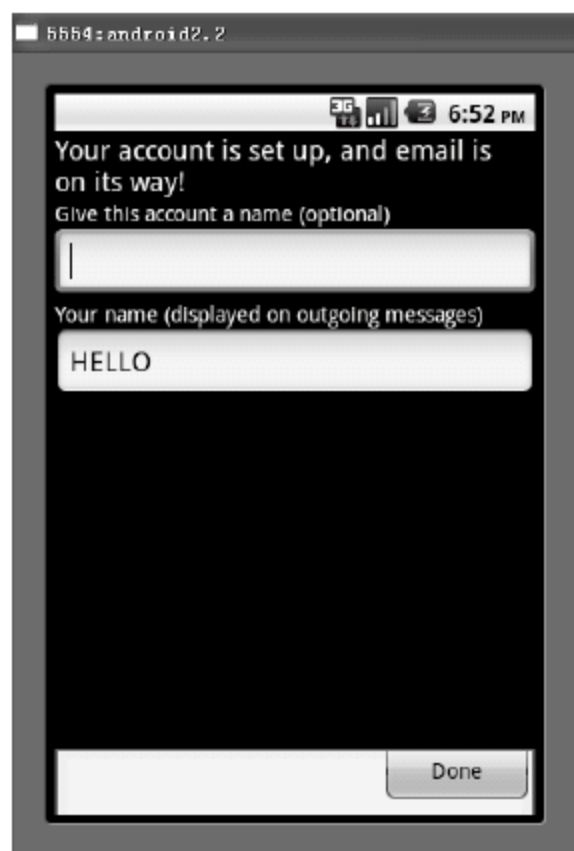 5554:android2.2
3G 6:52 PM
Your account is set up, and email is
on its way!
Give this account a name (optional)
Your name (displayed on outgoing messages)
HELLO
Done